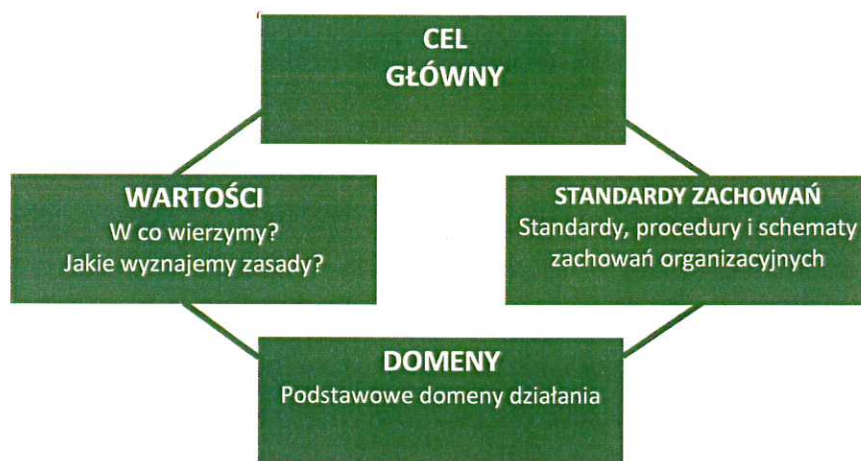 CEL
GŁÓWNY
WARTOŚCI
W co wierzymy?
Jakie wyznajemy zasady?
STANDARDY ZACHOWAŃ
Standardy, procedury i schematy
zachowań organizacyjnych
DOMENY
Podstawowe domeny działania